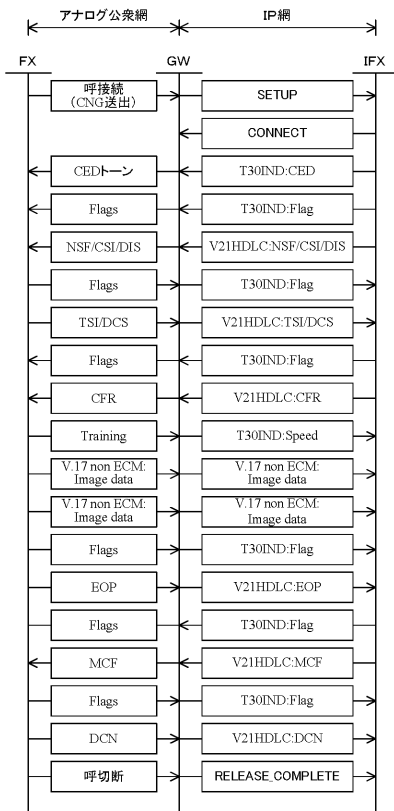 アナログ公衆網 IP網
FX GW IFX
呼接続
(CNG送出) SETUP
CONNECT
CEDトーン T30IND:CED
Flags T30IND:Flag
NSF/CSI/DIS V21HDLC:NSF/CSI/DIS
Flags T30IND:Flag
TSI/DCS V21HDLC:TSI/DCS
Flags T30IND:Flag
CFR V21HDLC:CFR
Training T30IND:Speed
V.17 non ECM: V.17 non ECM:
Image data Image data
V.17 non ECM: V.17 non ECM:
Image data Image data
Flags T30IND:Flag
EOP V21HDLC:EOP
Flags T30IND:Flag
MCF V21HDLC:MCF
Flags T30IND:Flag
DCN V21HDLC:DCN
呼切断 RELEASE_COMPLETE